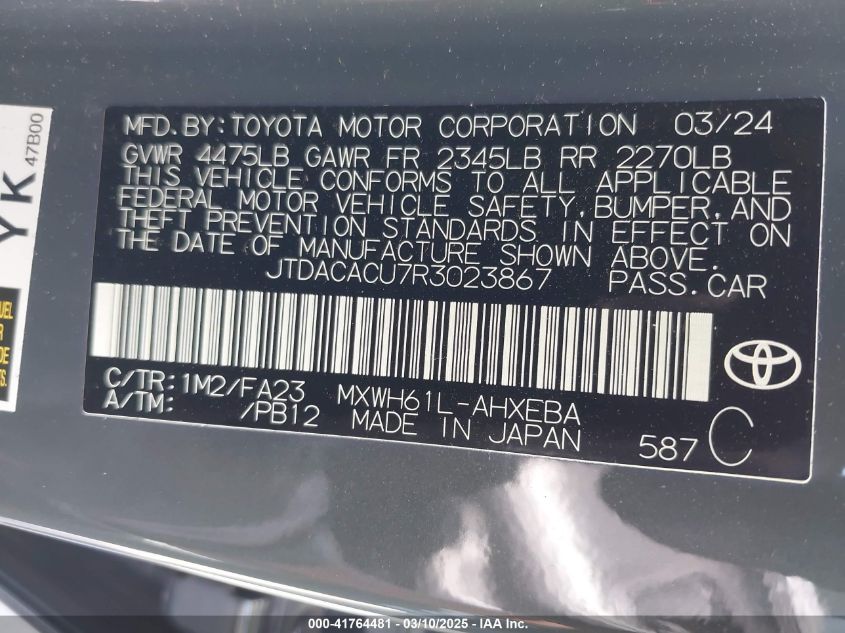 MFD.BY:TOYOTA MOTOR CORPORATION 03/24
GVWR 4475LB GAWR FR 2345LB RR 2270LB
THIS VEHICLE CONFORMS TO ALL APPLICABLE
FEDERAL MOTOR VEHICLE SAFETY,BUMPER,AND
THEFT PREVENTION STANDARDS IN EFFECT ON
THE DATE OF MANUFACTURE SHOWN ABOVE.
JTDACACU7R3023867 PASS.CAR
C/TR:1M2/FA23 MXWH61L-AHXEBA
A/TM: /PB12 MADE IN JAPAN
587 C
YK
47B00
000-41764481 - 03/10/2025 - IAA Inc.